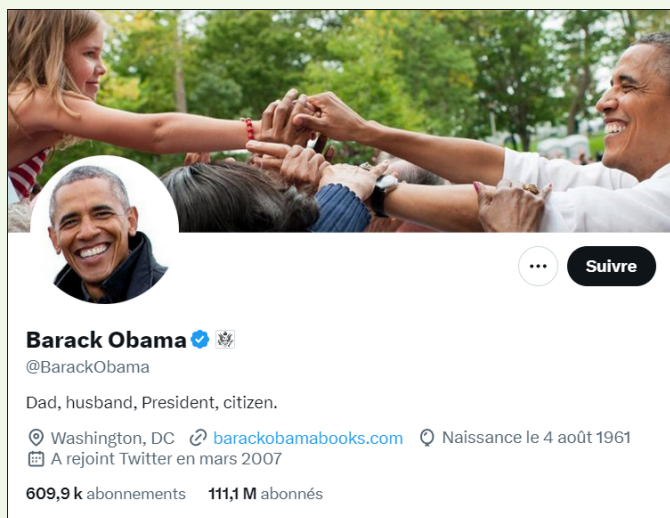 Suivre
Barack Obama
@BarackObama
Dad, husband, President, citizen.
Washington, DC barackobamabooks.com Naissance le 4 août 1961
A rejoint Twitter en mars 2007
609,9 k abonnements 111,1 M abonnés